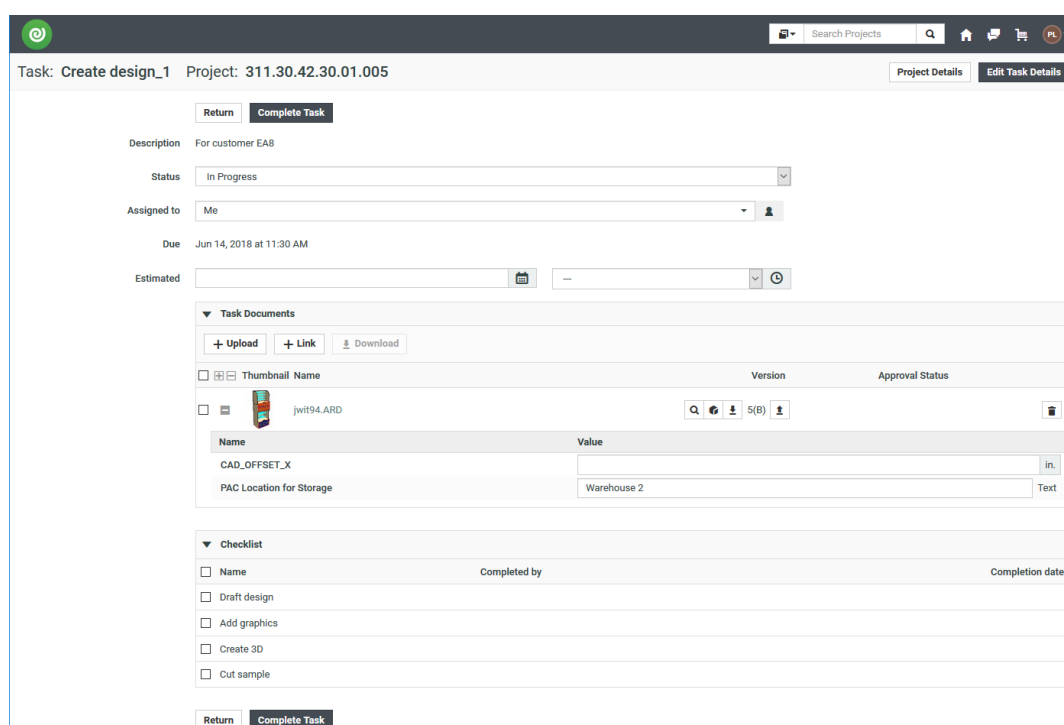 Search Projects PL
Task: Create design_1 Project: 311.30.42.30.01.005 Project Details Edit Task Details
Return Complete Task
Description For customer EA8
Status In Progress
Assigned to Me
Due Jun 14, 2018 at 11:30 AM
Estimated ---
Task Documents
+ Upload + Link Download
Thumbnail Name Version Approval Status
jwit94.ARD 5(B)
Name Value
CAD_OFFSET_X in.
PAC Location for Storage Warehouse 2 Text
Checklist
Name Completed by Completion date
Draft design
Add graphics
Create 3D
Cut sample
Return Complete Task